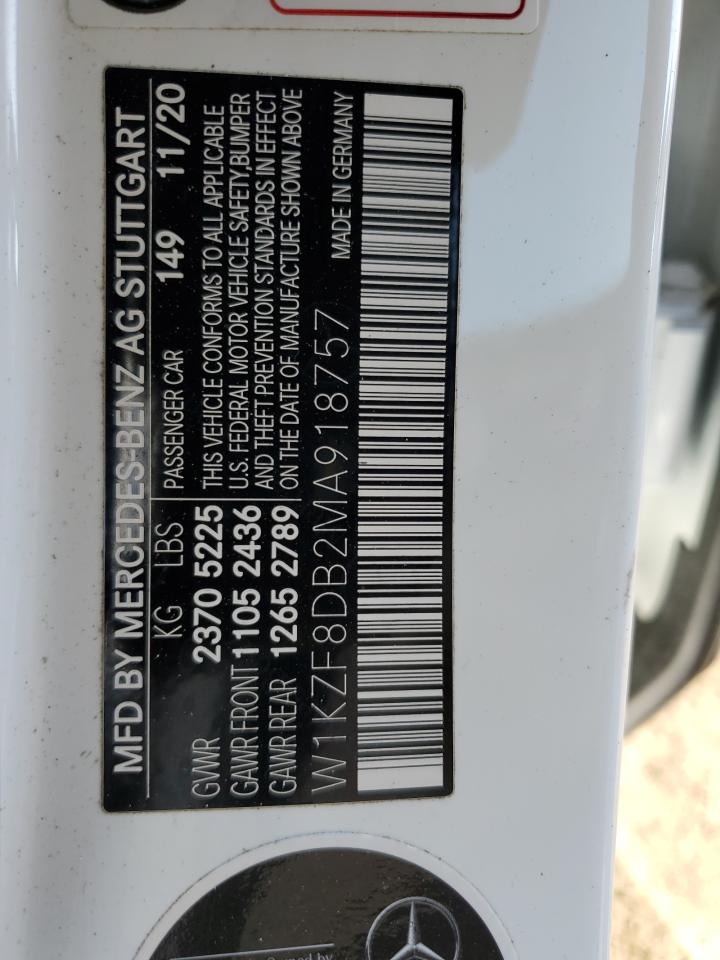 MFD BY MERCEDES-BENZ AG STUTTGART
KG LBS PASSENGER CAR 149 11/20
GVWR 2370 5225
GAWR FRONT 1105 2436
GAWR REAR 1265 2789
THIS VEHICLE CONFORMS TO ALL APPLICABLE
U.S. FEDERAL MOTOR VEHICLE SAFETY BUMPER
AND THEFT PREVENTION STANDARDS IN EFFECT
ON THE DATE OF MANUFACTURE SHOWN ABOVE
W1KZF8DB2MA918757 MADE IN GERMANY
by